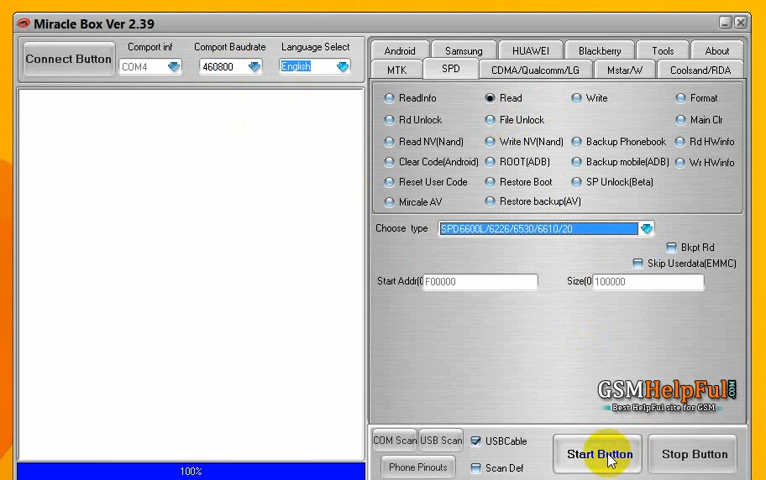 Miracle Box Ver 2.39
Connect Button
Comport inf
Comport Baudrate
Language Select
COM4
460800
English
Android
Samsung
HUAWEI
Blackberry
Tools
About
MTK
SPD
CDMA/Qualcomm/LG
Mstar/W
Coolsand/RDA
ReadInfo
Read
Write
Format
Rd Unlock
File Unlock
Main Clr
Read NV(Nand)
Write NV(Nand)
Backup Phonebook
Rd HWinfo
Clear Code(Android)
ROOT(ADB)
Backup mobile(ADB)
Wr HWinfo
Reset User Code
Restore Boot
SP Unlock(Beta)
Mircale AV
Restore backup(AV)
Choose type
SPD6600L/6226/6530/6610/20
Bkpt Rd
Skip Userdata(EMMC)
Start Addr(0
F00000
Size(0
100000
GSMHelpFul.COM
Best HelpFul site for GSM
COM Scan
USB Scan
USBCable
Start Button
Stop Button
Phone Pinouts
Scan Def
100%